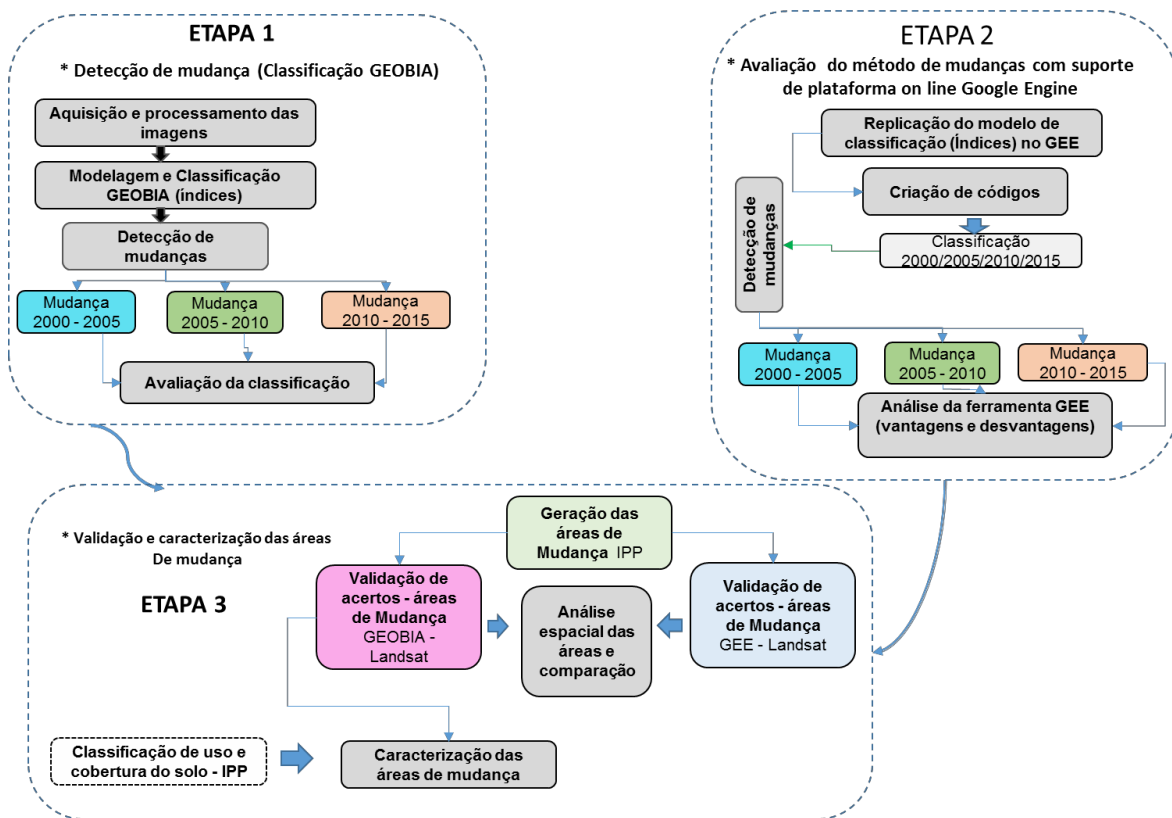 ETAPA 1
* Detecção de mudança (Classificação GEOBIA)
Aquisição e processamento das
imagens
Modelagem e Classificação
GEOBIA (índices)
Detecção de
mudanças
Mudança
2000 - 2005
Mudança
2005 - 2010
Mudança
2010 - 2015
Avaliação da classificação
ETAPA 2
* Avaliação do método de mudanças com suporte
de plataforma on line Google Engine
Replicação do modelo de
classificação (Índices) no GEE
Criação de códigos
Classificação
2000/2005/2010/2015
Detecção de
mudanças
Mudança
2000 - 2005
Mudança
2005 - 2010
Mudança
2010 - 2015
Análise da ferramenta GEE
(vantagens e desvantagens)
* Validação e caracterização das áreas
De mudança
ETAPA 3
Geração das
áreas de
Mudança IPP
Validação de
acertos - áreas
de Mudança
GEOBIA -
Landsat
Análise
espacial das
áreas e
comparação
Validação de
acertos - áreas
de Mudança
GEE - Landsat
Classificação de uso e
cobertura do solo - IPP
Caracterização das
áreas de mudança